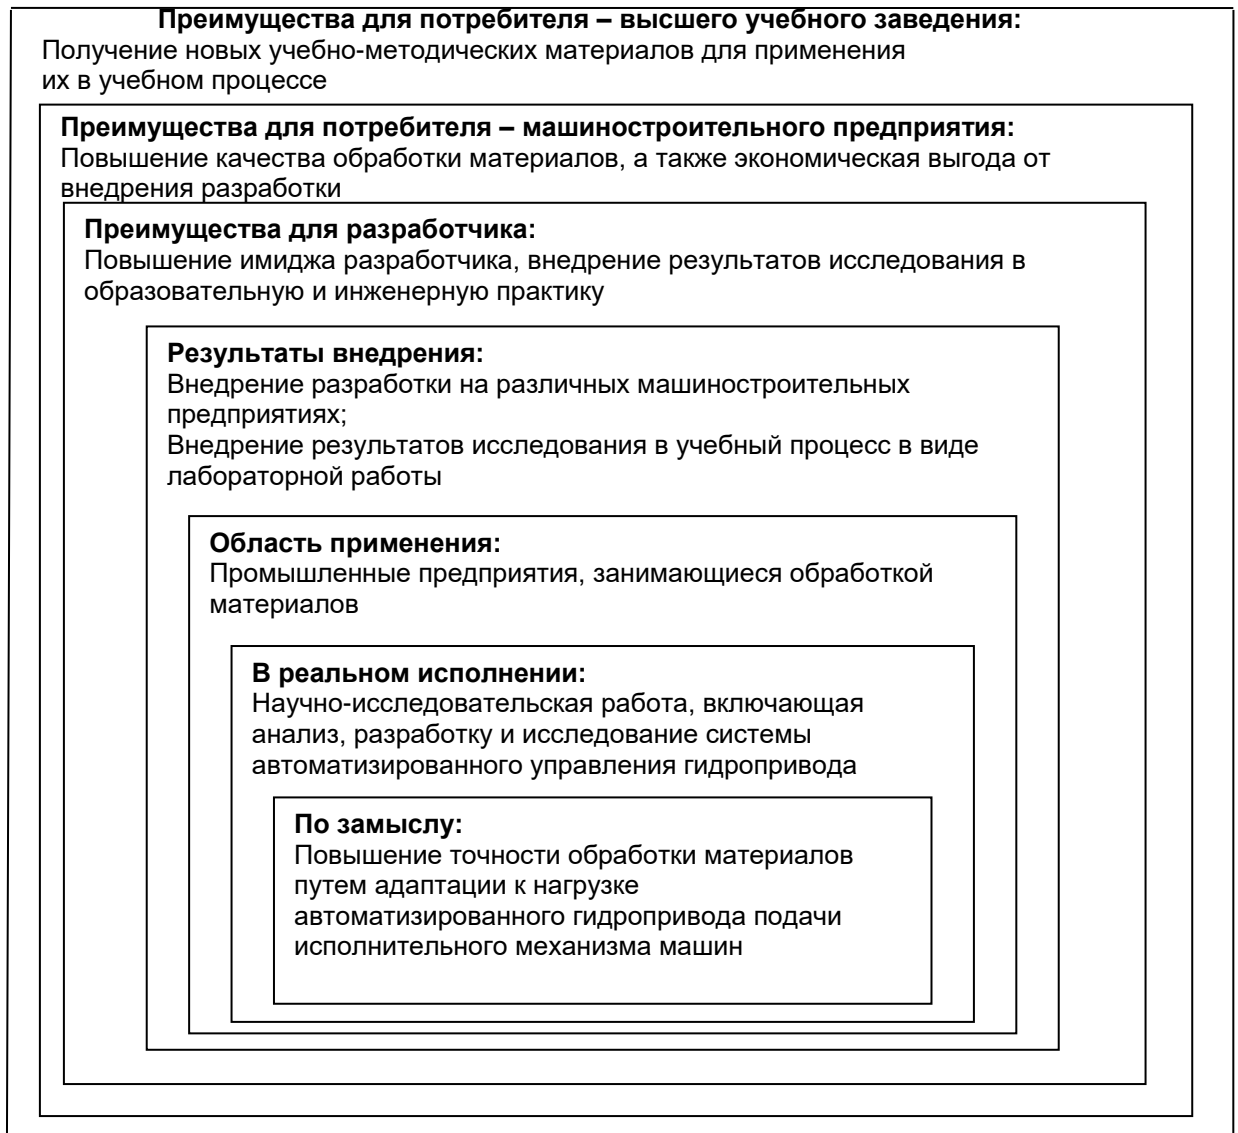 Преимущества для потребителя – высшего учебного заведения:
Получение новых учебно-методических материалов для применения
их в учебном процессе
Преимущества для потребителя – машиностроительного предприятия:
Повышение качества обработки материалов, а также экономическая выгода от
внедрения разработки
Преимущества для разработчика:
Повышение имиджа разработчика, внедрение результатов исследования в
образовательную и инженерную практику
Результаты внедрения:
Внедрение разработки на различных машиностроительных
предприятиях;
Внедрение результатов исследования в учебный процесс в виде
лабораторной работы
Область применения:
Промышленные предприятия, занимающиеся обработкой
материалов
В реальном исполнении:
Научно-исследовательская работа, включающая
анализ, разработку и исследование системы
автоматизированного управления гидропривода
По замыслу:
Повышение точности обработки материалов
путем адаптации к нагрузке
автоматизированного гидропривода подачи
исполнительного механизма машин